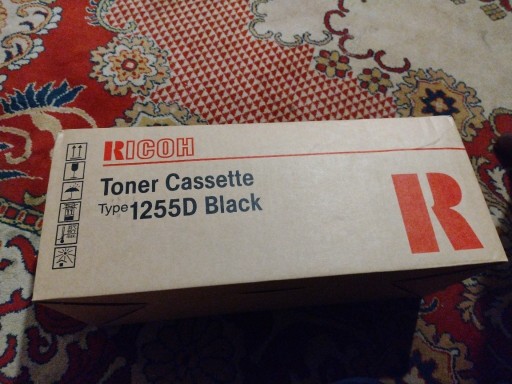 RICOH
Toner Cassette
Type 1255D Black
R